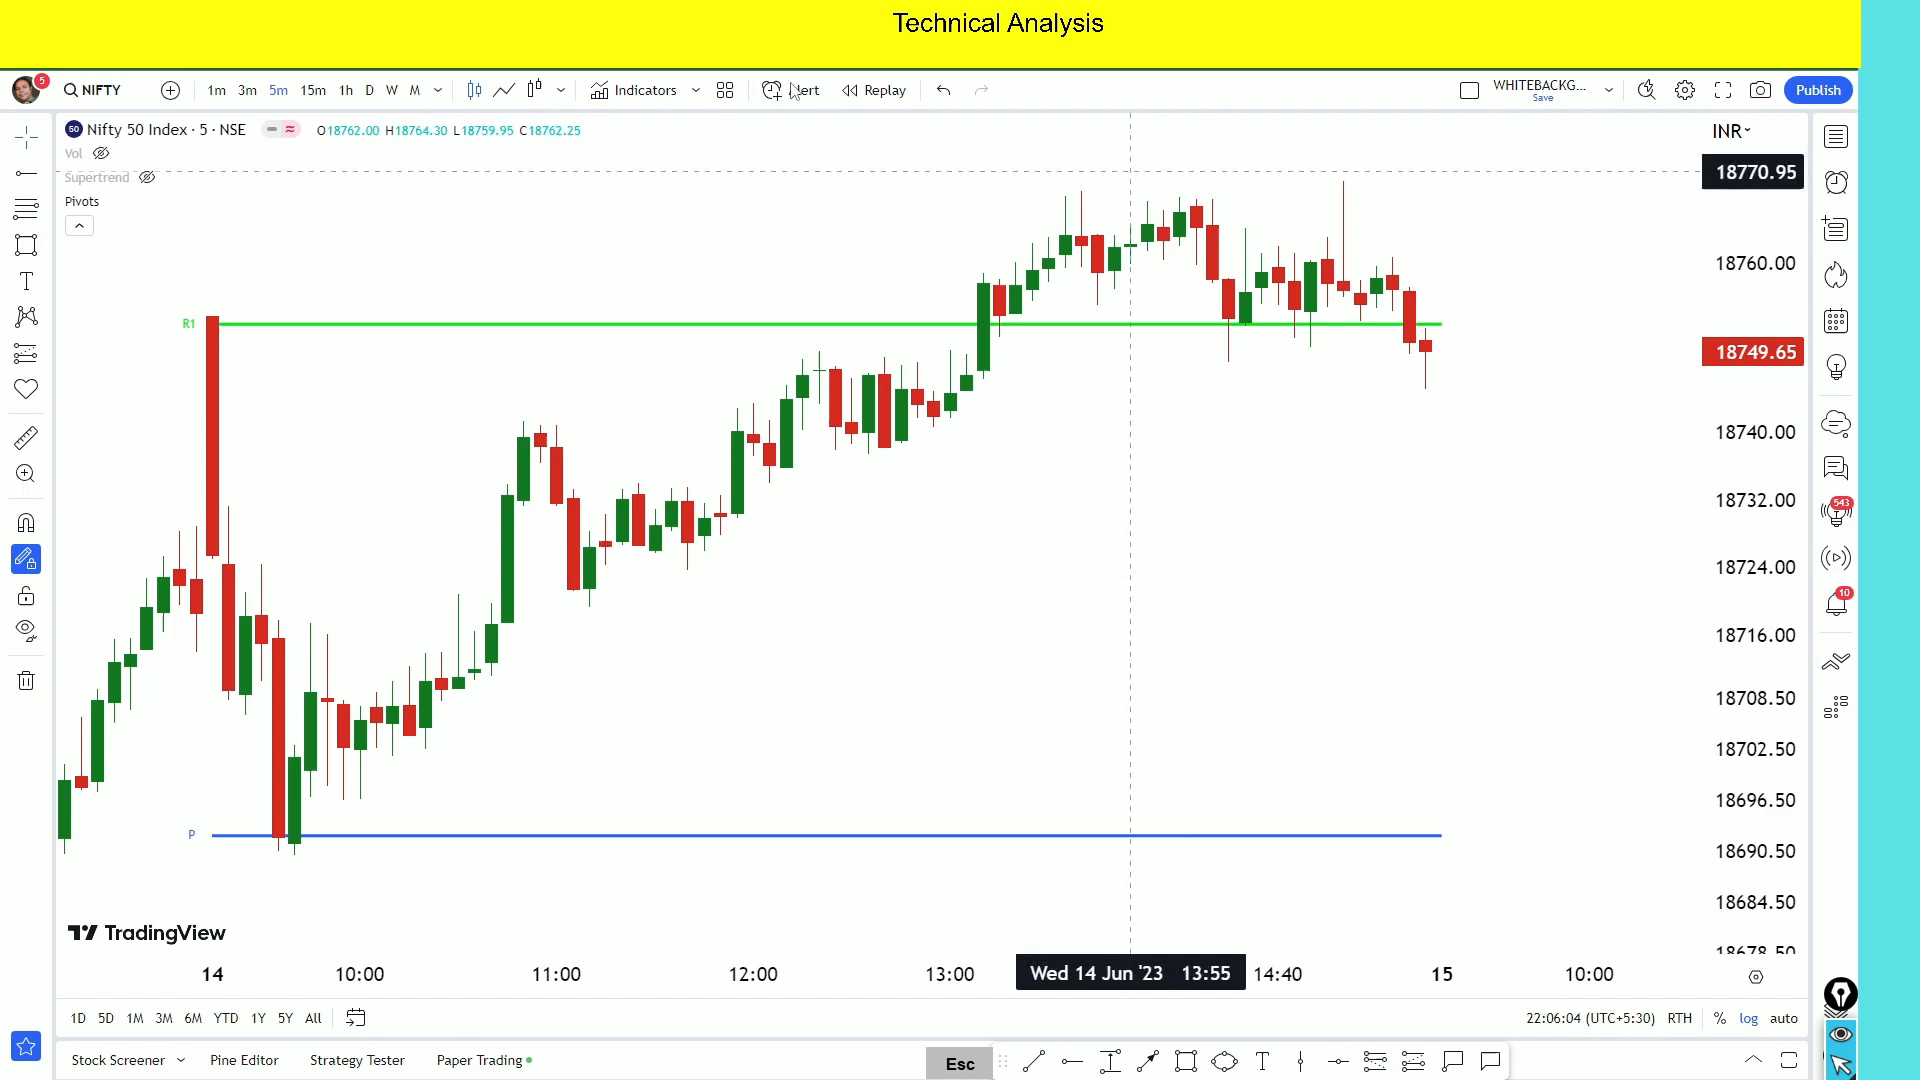 Technical Analysis
5
NIFTY
1m 3m 5m 15m 1h D W M
Indicators
Replay
WHITEBACKG...
Save
Publish
50
Nifty 50 Index · 5 · NSE
O18762.00 H18764.30 L18759.95 C18762.25
INR
Vol
Supertrend
Pivots
18770.95
18760.00
R1
18749.65
18740.00
18732.00
543
18724.00
10
18716.00
18708.50
18702.50
18696.50
P
18690.50
18684.50
TradingView
14 10:00 11:00 12:00 13:00 Wed 14 Jun '23 13:55 14:40 15 10:00
1D 5D 1M 3M 6M YTD 1Y 5Y All
22:06:04 (UTC+5:30) RTH % log auto
Stock Screener Pine Editor Strategy Tester Paper Trading
Esc